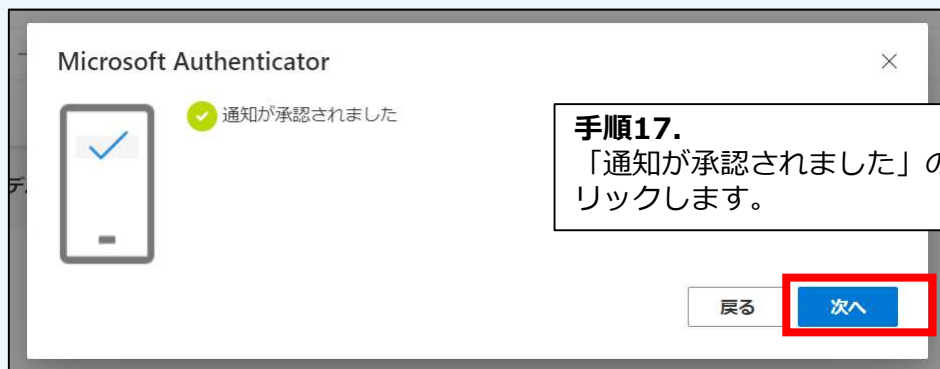 Microsoft Authenticator
通知が承認されました
手順17.
「通知が承認されました」の
リックします。
戻る
次へ